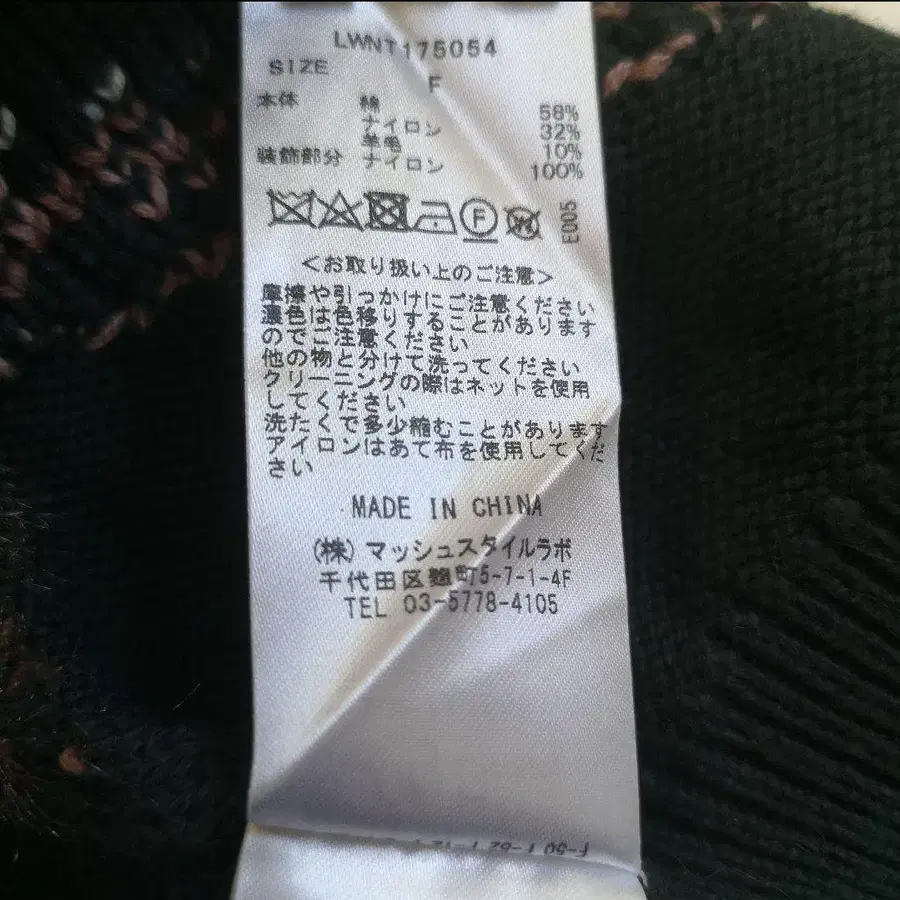 LWNT175054
SIZE F
本体 綿 58%
ナイロン 32%
羊毛 10%
装飾部分 ナイロン 100%
F W E005
<お取り扱い上のご注意>
摩擦や引っかけにご注意ください
濃色は色移りすることがあります
のでご注意ください
他の物と分けて洗ってください
クリーニングの際はネットを使用
してください
洗たくで多少縮むことがあります
アイロンはあて布を使用してくだ
さい
MADE IN CHINA
(株)マッシュスタイルラボ
千代田区麹町5-7-1-4F
TEL 03-5778-4105